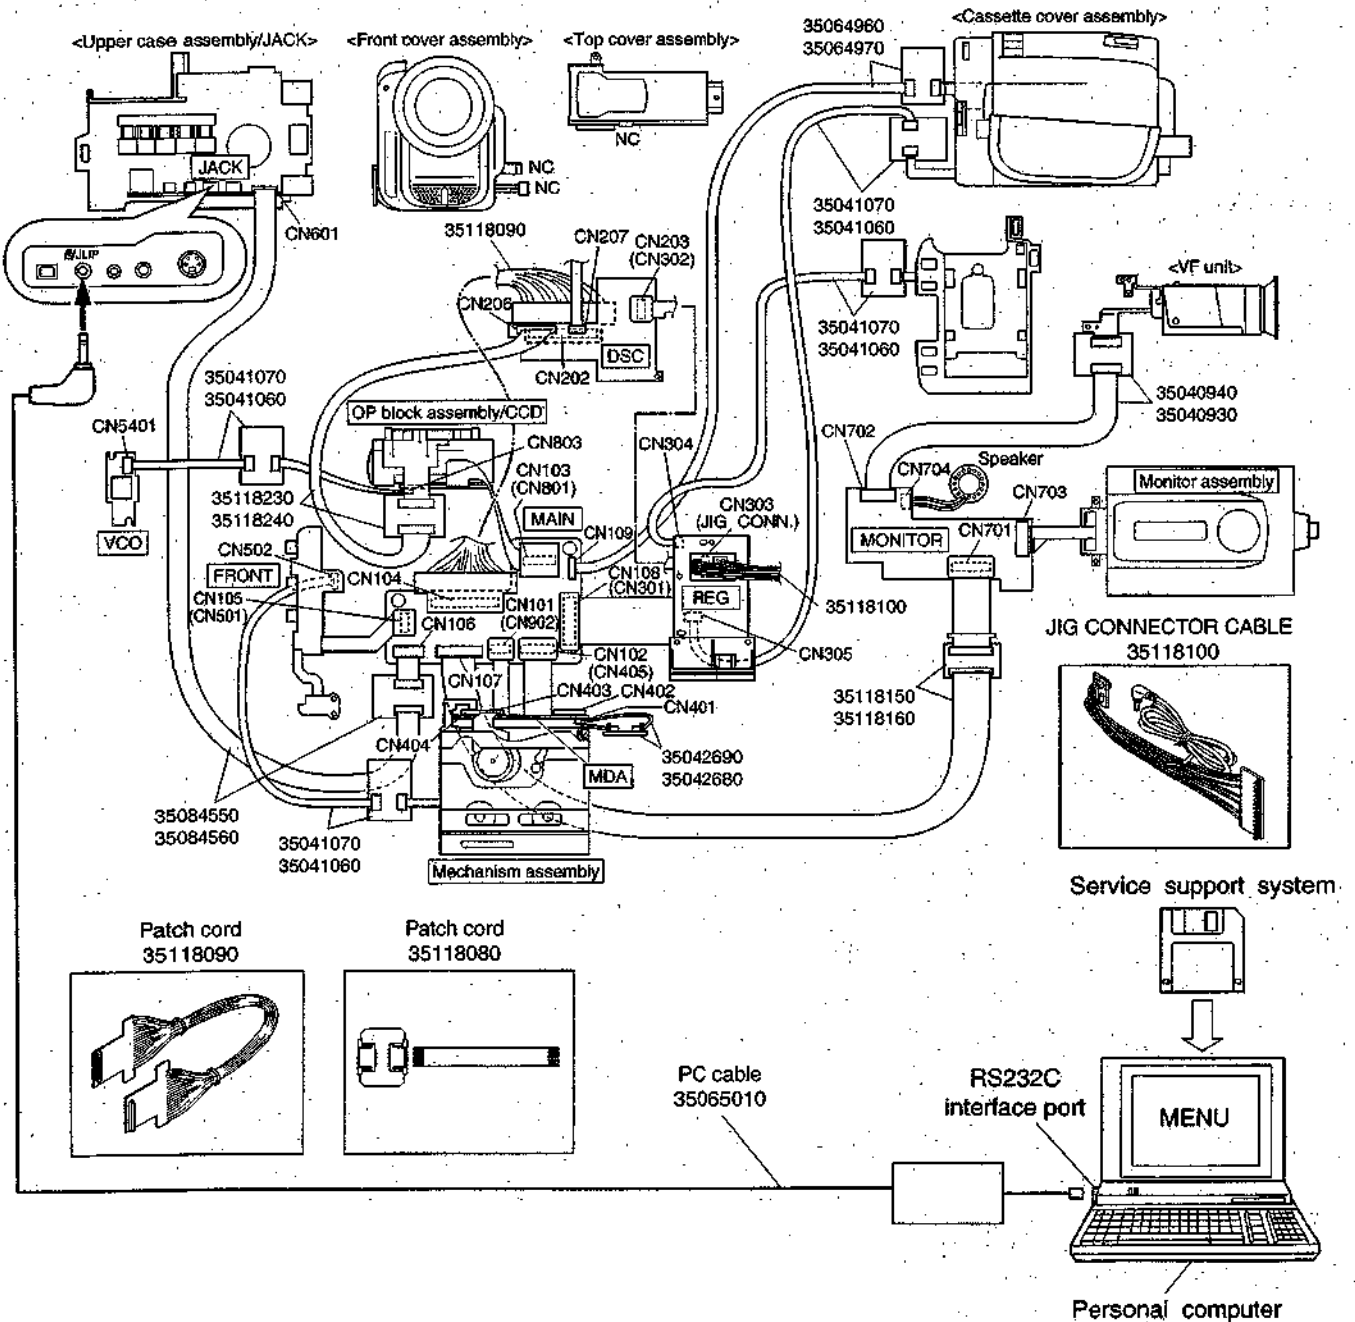 <Upper case assembly/JACK>
<Front cover assembly>
<Top cover assembly>
35064960
35064970
<Cassette cover assembly>
NC
JACK
NC
NC
CN601
35118090
CN207
CN203
(CN302)
35041070
35041060
<VF unit>
JLIP
CN206
DSC
CN202
35041070
35041060
35041070
35041060
35040940
35040930
OP block assembly/CCD
CN5401
CN803
CN103
(CN801)
CN304
CN702
CN704
Speaker
CN703
Monitor assembly
35118230
35118240
MAIN
CN303
(JIG CONN.)
CN109
CN701
MONITOR
VCO
CN502
FRONT
CN104
CN108
(CN301)
REG
35118100
CN105
(CN501)
CN101
(CN902)
CN106
JIG CONNECTOR CABLE
35118100
CN102
(CN405)
CN305
CN107
CN403
CN402
CN401
35118150
35118160
CN404
35042690
35042680
MDA
35084550
35084560
35041070
35041060
Mechanism assembly
Service support system
Patch cord
35118090
Patch cord
35118080
PC cable
35065010
RS232C
interface port
MENU
Personal computer